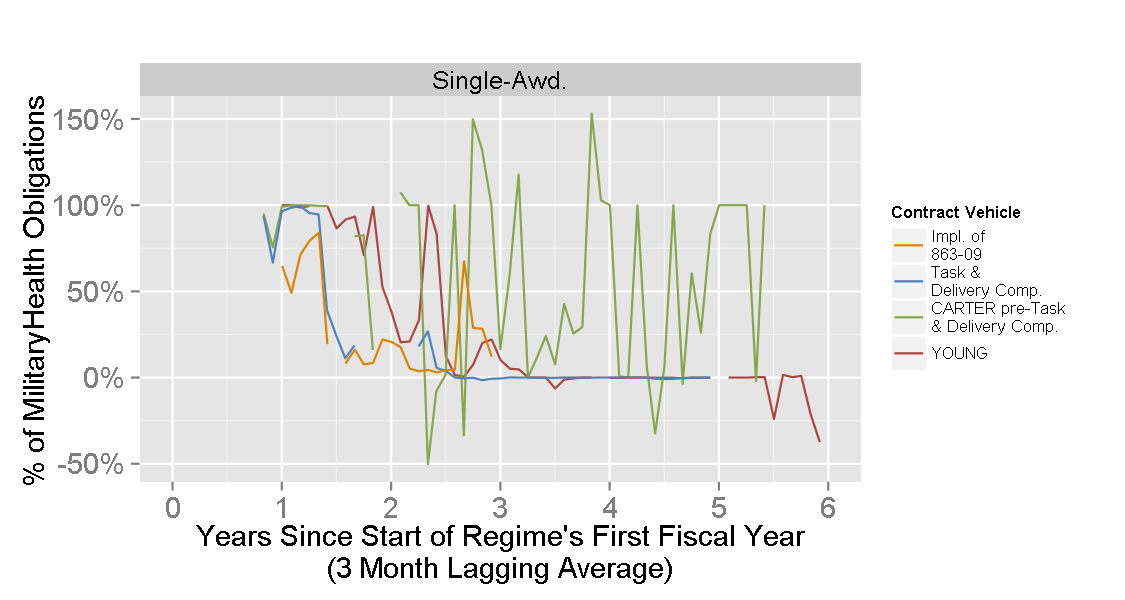 Single-Awd.
% of MilitaryHealth Obligations
150%
100%
50%
0%
-50%
0 1 2 3 4 5 6
Years Since Start of Regime's First Fiscal Year
(3 Month Lagging Average)
Contract Vehicle
Impl. of
863-09
Task &
Delivery Comp.
CARTER pre-Task
& Delivery Comp.
YOUNG